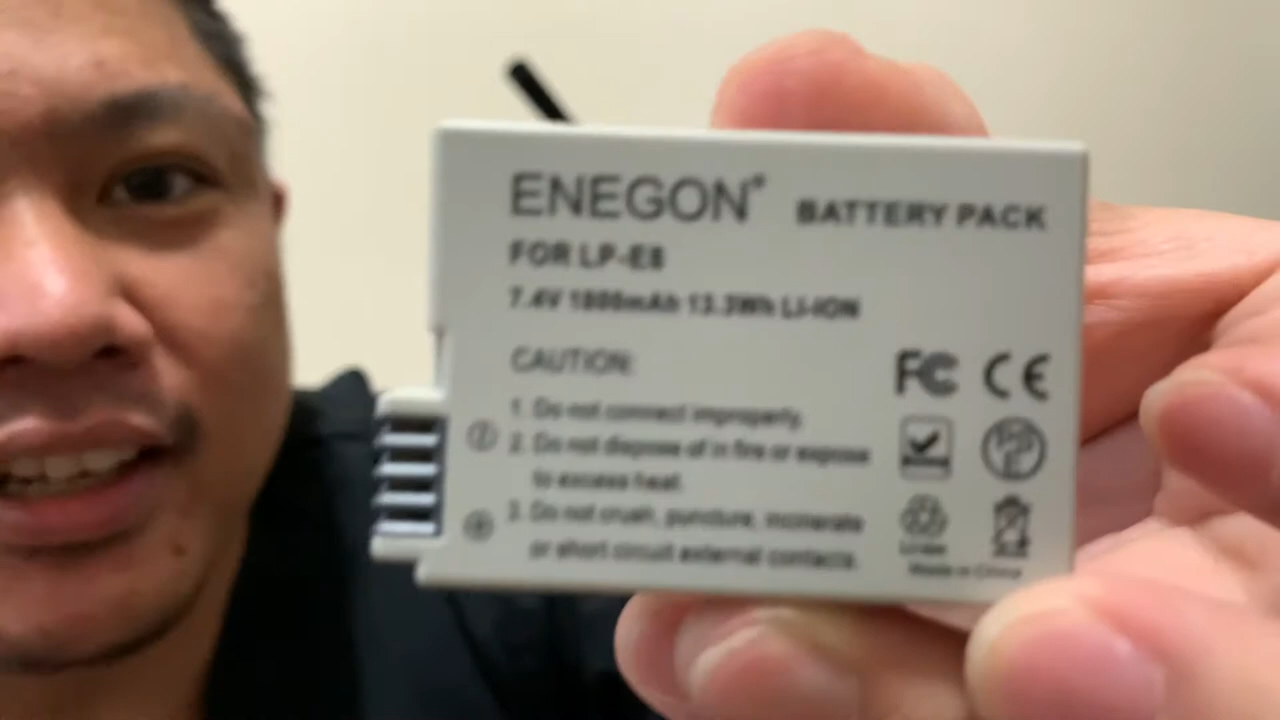 ENEGON+ BATTERY PACK
FOR LP-E8
7.4V 1800mAh 13.3Wh LI-ION
CAUTION:
1. Do not connect improperly.
2. Do not dispose of in fire or expose
to excess heat.
3. Do not crush, puncture, incinerate
or short circuit external contacts.
FC CE
Li-ion
Made in China